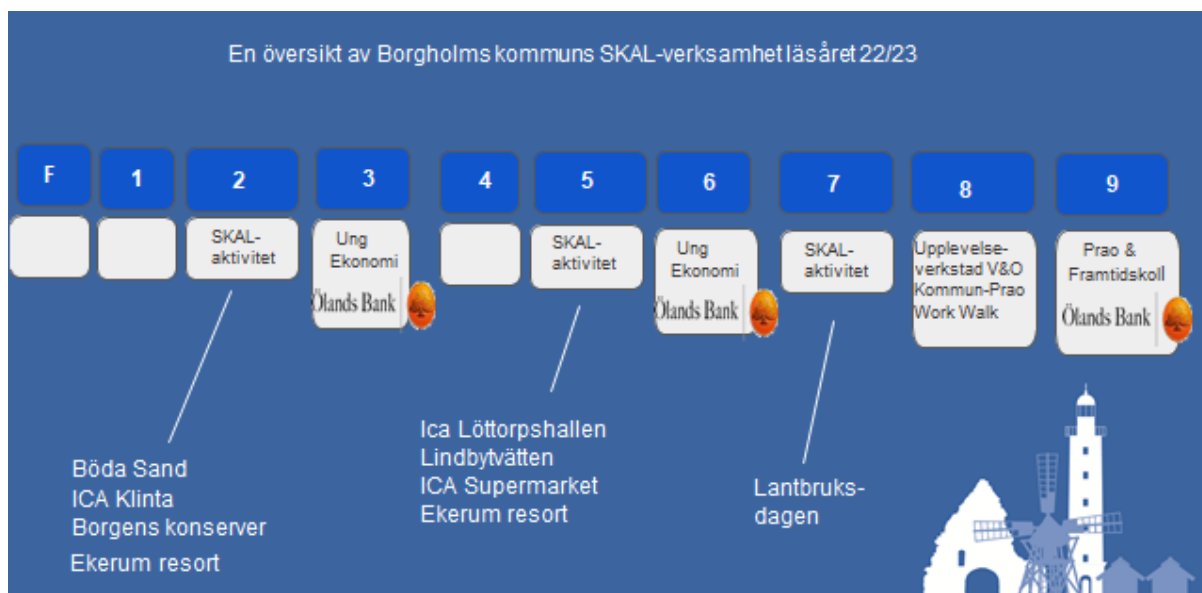 En översikt av Borgholms kommuns SKAL-verksamhet läsåret 22/23
F
1
2
3
4
5
6
7
8
9
SKAL-
aktivitet
Ung
Ekonomi
Ölands Bank
SKAL-
aktivitet
Ung
Ekonomi
Ölands Bank
SKAL-
aktivitet
Upplevelse-
verkstad V&O
Kommun-Prao
Work Walk
Prao &
Framtidskoll
Ölands Bank
Böda Sand
ICA Klinta
Borgens konserver
Ekerum resort
Ica Löttorpshallen
Lindbytvätten
ICA Supermarket
Ekerum resort
Lantbruks-
dagen